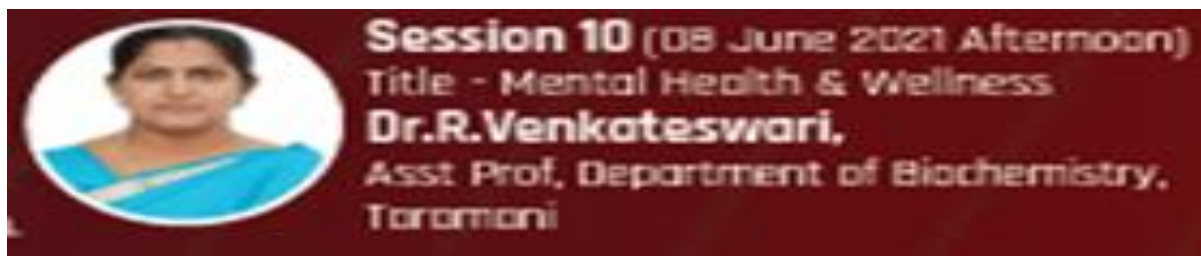 Session 10 (08 June 2021 Afternoon)
Title - Mental Health & Wellness
Dr.R.Venkateswari,
Asst Prof, Department of Biochemistry,
Taramani